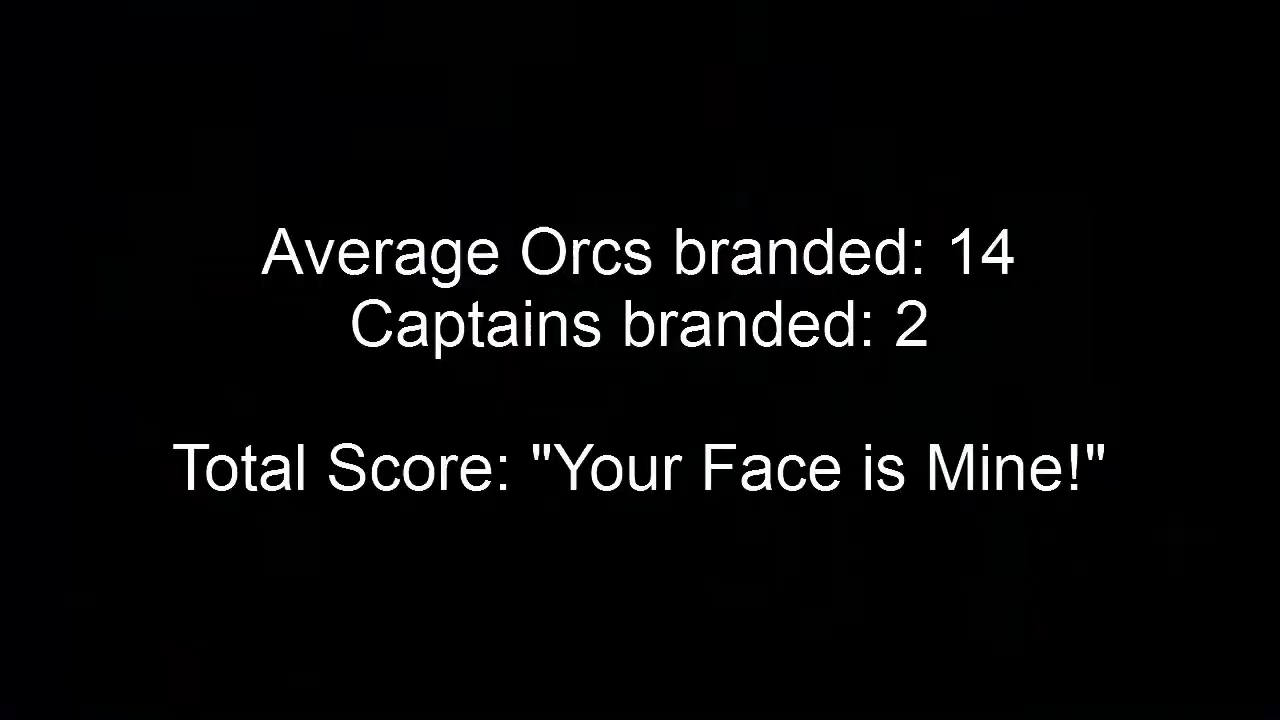 Average Orcs branded: 14
Captains branded: 2
Total Score: "Your Face is Mine!"